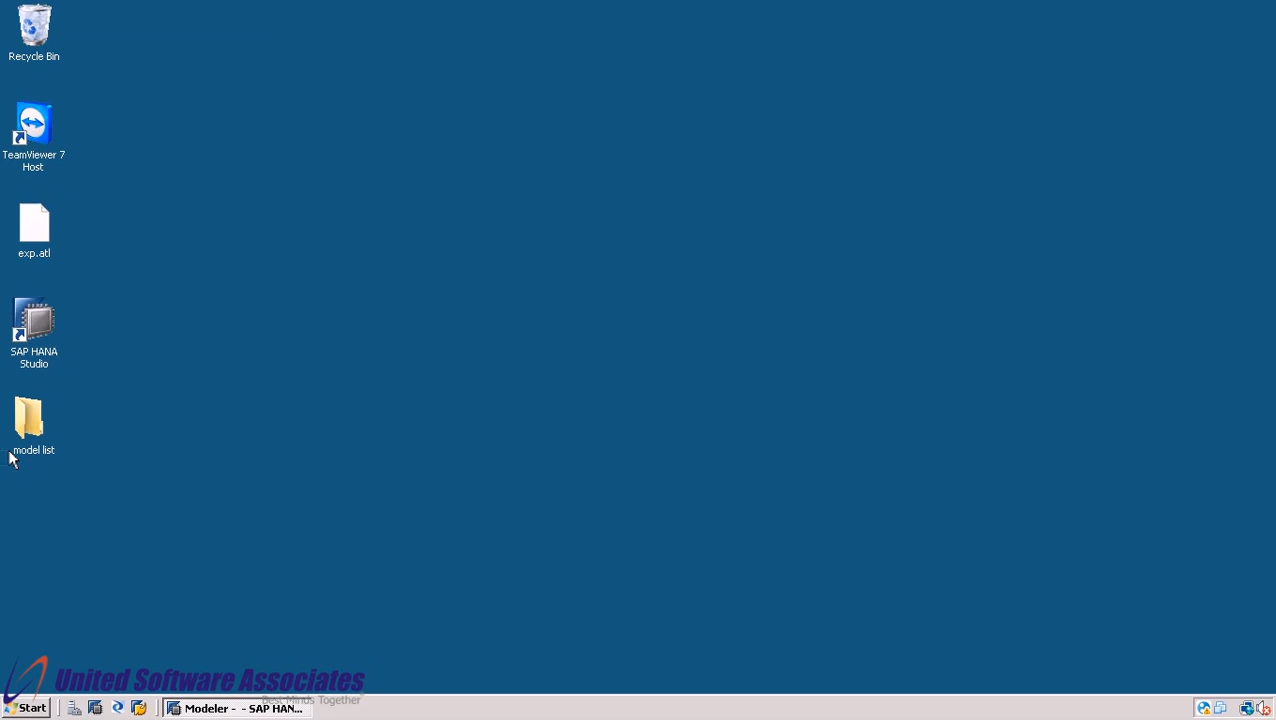 Recycle Bin
TeamViewer 7
Host
exp.atl
SAP HANA
Studio
model list
United Software Associates
Best Minds Together
Start
Modeler - - SAP HAN...